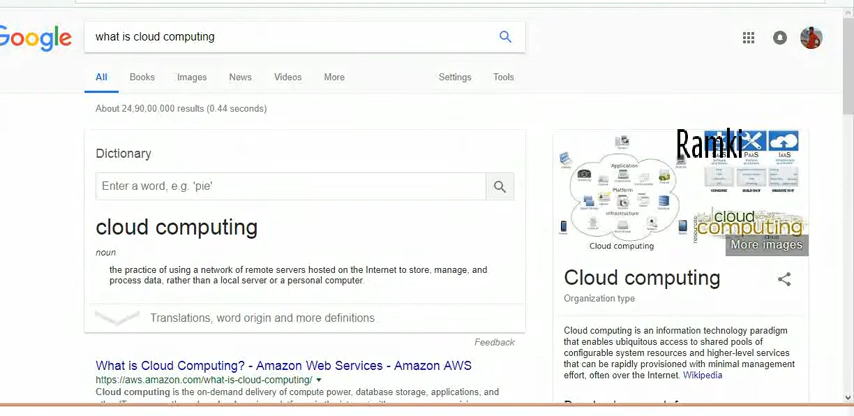 Google
what is cloud computing
All Books Images News Videos More Settings Tools
About 24,90,00,000 results (0.44 seconds)
Dictionary
Enter a word, e.g. 'pie'
cloud computing
noun
the practice of using a network of remote servers hosted on the Internet to store, manage, and
process data, rather than a local server or a personal computer.
Translations, word origin and more definitions
Feedback
What is Cloud Computing? - Amazon Web Services - Amazon AWS
https://aws.amazon.com/what-is-cloud-computing/
Cloud computing is the on-demand delivery of compute power, database storage, applications, and
Ramki
Application
Platform
Infrastructure
Cloud computing
PaaS
IaaS
cloud
computing
More images
Cloud computing
Organization type
Cloud computing is an information technology paradigm
that enables ubiquitous access to shared pools of
configurable system resources and higher-level services
that can be rapidly provisioned with minimal management
effort, often over the Internet. Wikipedia